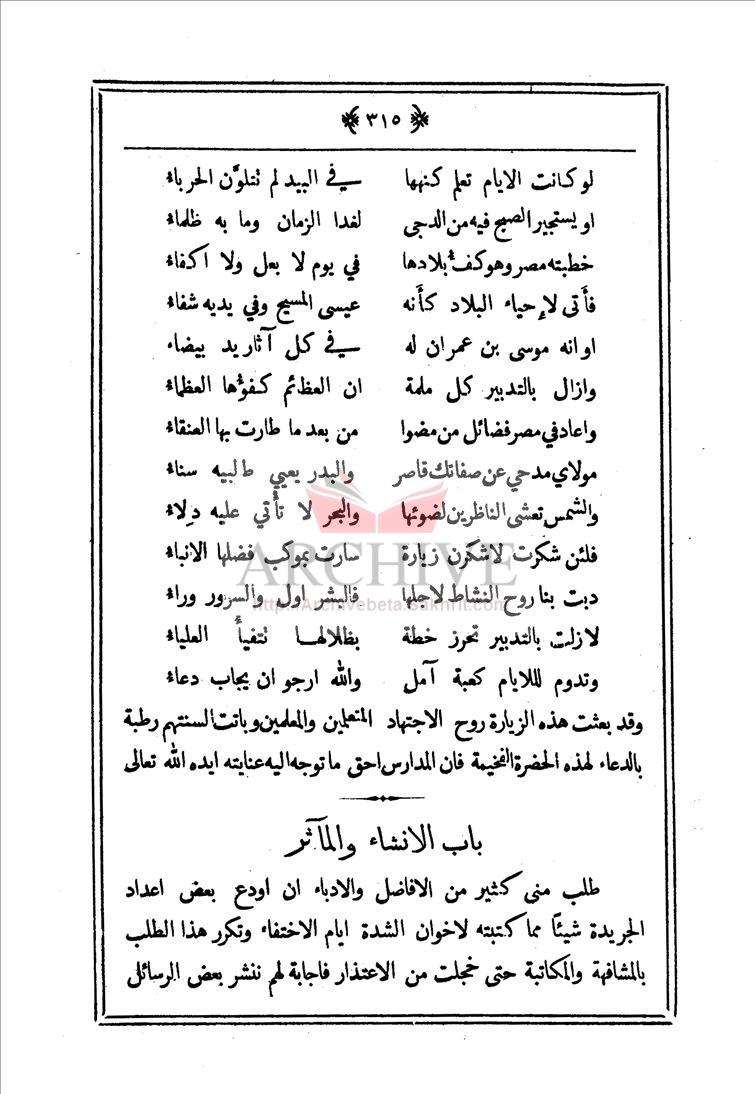 ﴿ ٣١٥ ﴾
لو كانت الايام تعلم كنهها في البيد لم تتلوَّن الحرباء
او يستجير الصبح فيه من الدجى لغدا الزمان وما به ظلماء
خطبته مصر وهو كفءُ بلادها في يوم لا بعل ولا اكفاء
فأتى لإحياء البلاد كأنه عيسى المسيح وفي يديه شفاء
او انه موسى بن عمران له في كل آثار يد بيضاء
وازال بالتدبير كل ملمة ان العظائم كفؤها العظماء
واعاد في مصر فضائل من مضوا من بعد ما طارت بها العنقاء
مولاي مدحي عن صفاتك قاصر والبدر يعيي طالبيه سناء
والشمس تعشى الناظرين لضوئها والبحر لا تأتي عليه دلاء
فلئن شكرت لاشكرن زيارة سارت بموكب فضلها الانباء
دبت بنا روح النشاط لاجلها فالبشر اول والسرور وراء
لازلت بالتدبير تحرز خطة بظلالها تتفيأ العلياء
وتدوم للايام كعبة آمل والله ارجو ان يجاب دعاء
وقد بعثت هذه الزيارة روح الاجتهاد المتعلمين والمعلمين وباتت السنتهم رطبة
بالدعاء لهذه الحضرة الفخيمة فان المدارس احق ما توجه اليه عنايته ايده الله تعالى
باب الانشاء والمآثر
طلب منى كثير من الافاضل والادباء ان اودع بعض اعداد
الجريدة شيئًا مما كتبته لاخوان الشدة ايام الاختفاء وتكرر هذا الطلب
بالمشافهة والمكاتبة حتى خجلت من الاعتذار فاجابة لهم ننشر بعض الرسائل
ARCHIVE
http://Archivebeta.Sakhrit.com